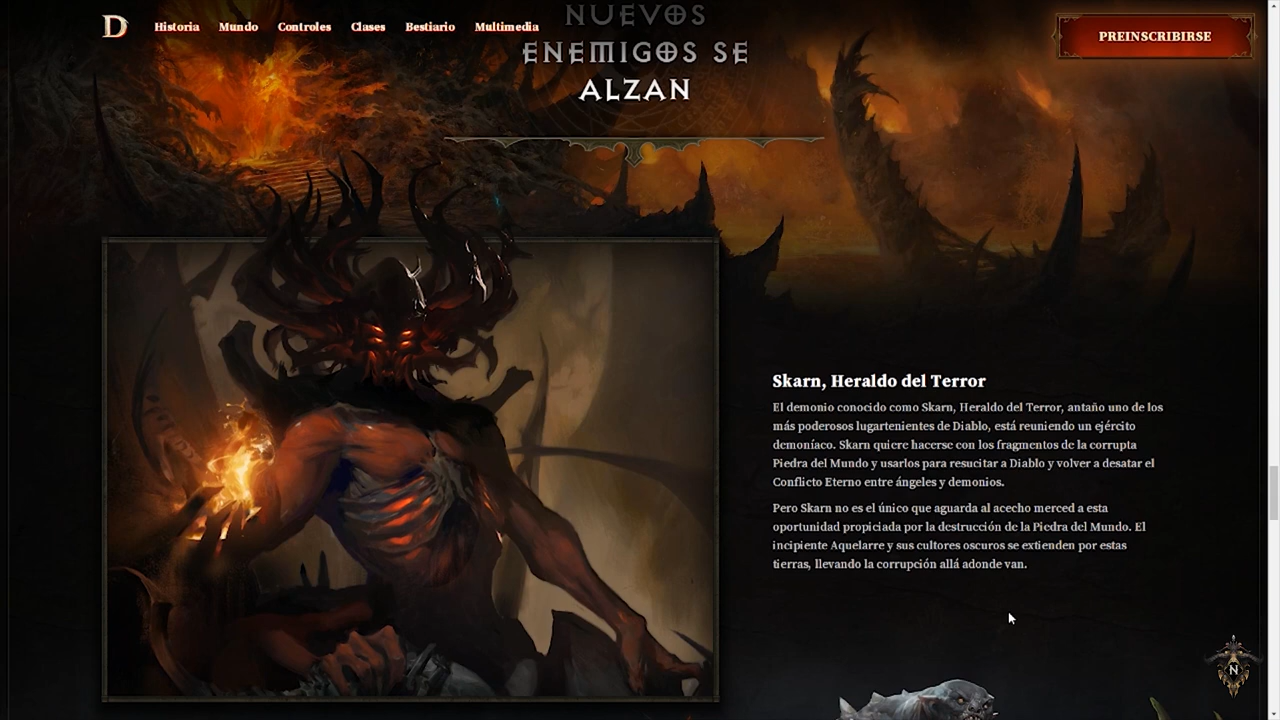 D Historia Mundo Controles Clases Bestiario Multimedia
PREINSCRIBIRSE
NUEVOS
ENEMIGOS SE
ALZAN
Skarn, Heraldo del Terror
El demonio conocido como Skarn, Heraldo del Terror, antaño uno de los
más poderosos lugartenientes de Diablo, está reuniendo un ejército
demoníaco. Skarn quiere hacerse con los fragmentos de la corrupta
Piedra del Mundo y usarlos para resucitar a Diablo y volver a desatar el
Conflicto Eterno entre ángeles y demonios.
Pero Skarn no es el único que aguarda al acecho merced a esta
oportunidad propiciada por la destrucción de la Piedra del Mundo. El
incipiente Aquelarre y sus cultores oscuros se extienden por estas
tierras, llevando la corrupción allá adonde van.
N